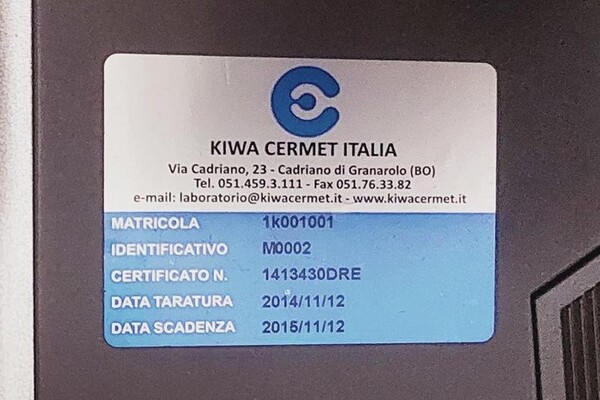 KIWA CERMET ITALIA
Via Cadriano, 23 - Cadriano di Granarolo (BO)
Tel. 051.459.3.111 - Fax 051.76.33.82
e-mail: laboratorio@kiwacermet.it - www.kiwacermet.it
MATRICOLA 1k001001
IDENTIFICATIVO M0002
CERTIFICATO N. 1413430DRE
DATA TARATURA 2014/11/12
DATA SCADENZA 2015/11/12